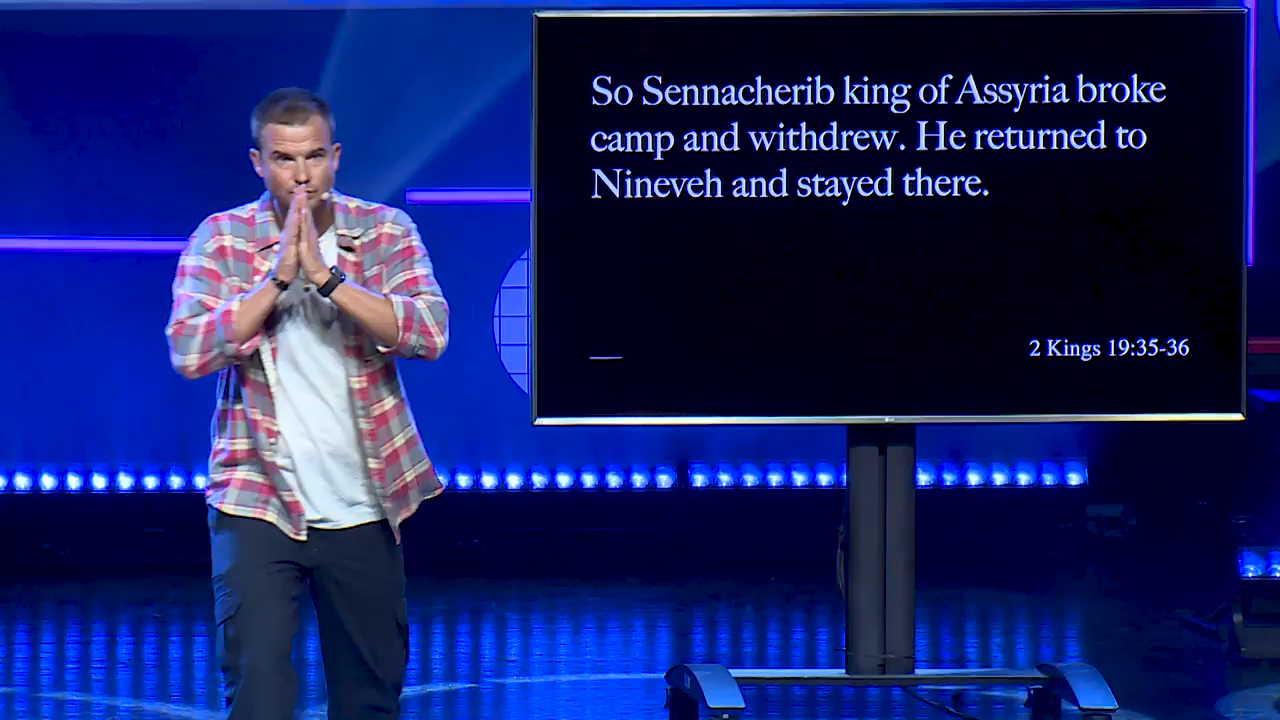 So Sennacherib king of Assyria broke
camp and withdrew. He returned to
Nineveh and stayed there.
2 Kings 19:35-36